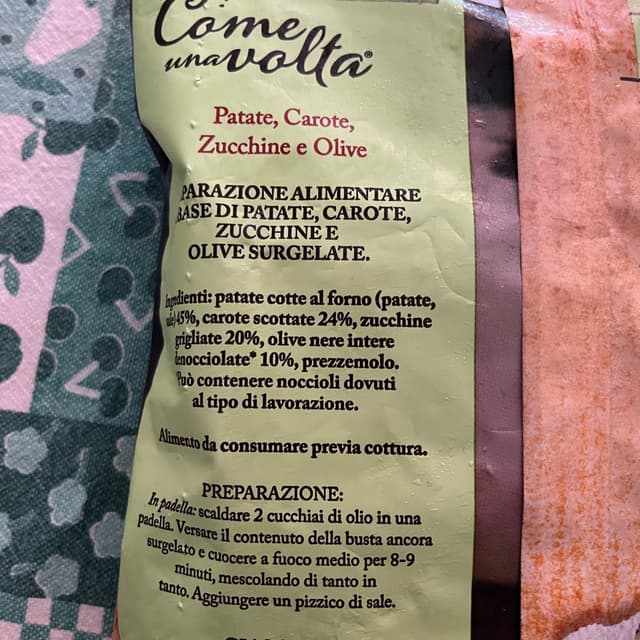 Come
una volta®
Patate, Carote,
Zucchine e Olive
PARAZIONE ALIMENTARE
BASE DI PATATE, CAROTE,
ZUCCHINE E
OLIVE SURGELATE.
Ingredienti: patate cotte al forno (patate,
45%, carote scottate 24%, zucchine
grigliate 20%, olive nere intere
denocciolate* 10%, prezzemolo.
*Può contenere noccioli dovuti
al tipo di lavorazione.
Alimento da consumare previa cottura.
PREPARAZIONE:
In padella: scaldare 2 cucchiai di olio in una
padella. Versare il contenuto della busta ancora
surgelato e cuocere a fuoco medio per 8-9
minuti, mescolando di tanto in
tanto. Aggiungere un pizzico di sale.